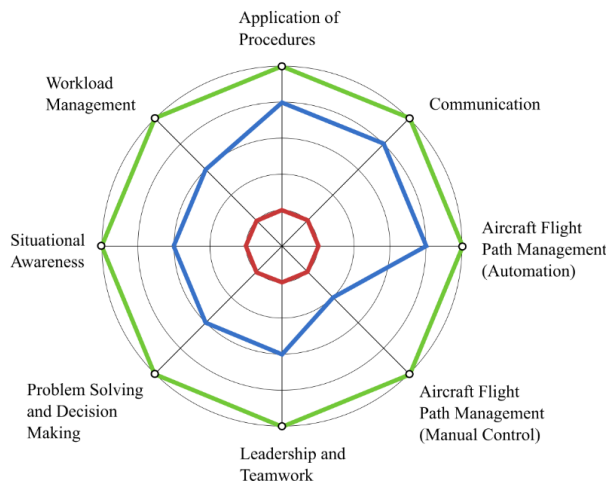 Application of
Procedures
Workload
Management
Communication
Situational
Awareness
Aircraft Flight
Path Management
(Automation)
Problem Solving
and Decision
Making
Aircraft Flight
Path Management
(Manual Control)
Leadership and
Teamwork